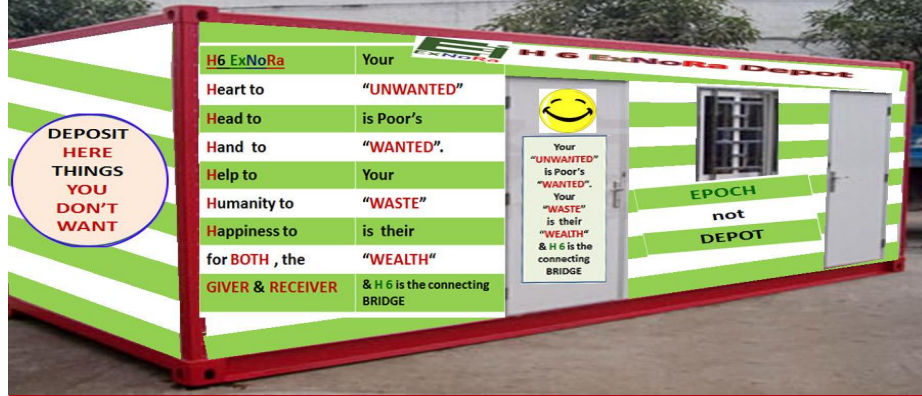 DEPOSIT
HERE
THINGS
YOU
DON'T
WANT
H6 ExNoRa
Heart to
Head to
Hand to
Help to
Humanity to
Happiness to
for BOTH , the
GIVER & RECEIVER
Your
“UNWANTED”
is Poor's
“WANTED”.
Your
“WASTE”
is their
“WEALTH“
& H 6 is the connecting
BRIDGE
ExNoRa
H 6 ExNoRa Depot
Your
“UNWANTED”
is Poor's
“WANTED”.
Your
“WASTE”
is their
“WEALTH“
& H 6 is the
connecting
BRIDGE
EPOCH
not
DEPOT